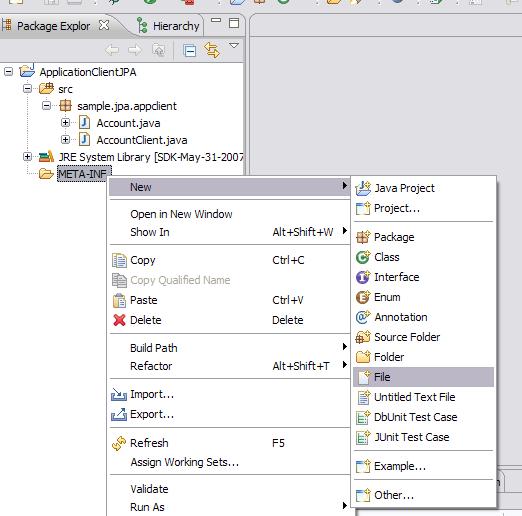 Package Explor
Hierarchy
ApplicationClientJPA
src
sample.jpa.appclient
Account.java
AccountClient.java
JRE System Library [SDK-May-31-2007
META-INF
New
Open in New Window
Show In Alt+Shift+W
Copy Ctrl+C
Copy Qualified Name
Paste Ctrl+V
Delete Delete
Build Path
Refactor Alt+Shift+T
Import...
Export...
Refresh F5
Assign Working Sets...
Validate
Run As
Java Project
Project...
Package
Class
Interface
Enum
Annotation
Source Folder
Folder
File
Untitled Text File
DbUnit Test Case
JUnit Test Case
Example...
Other...